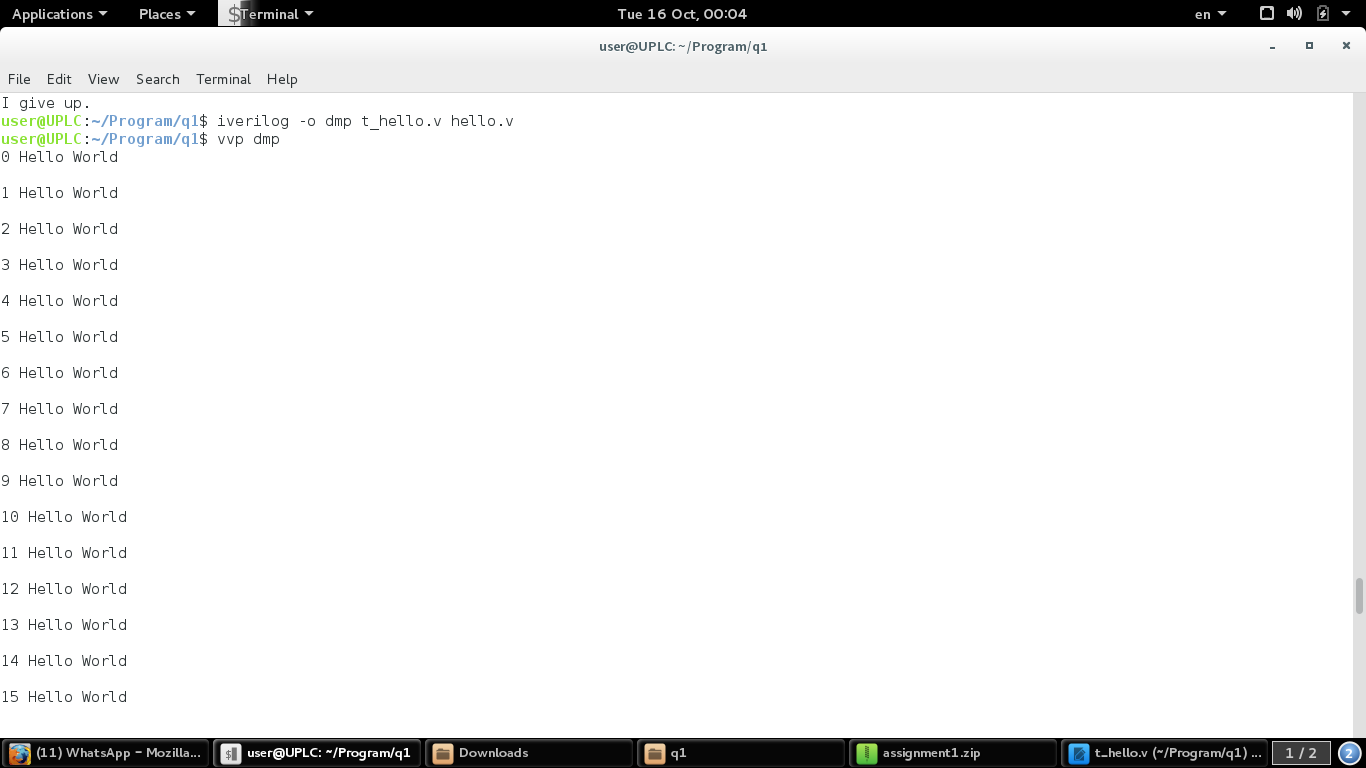 Applications Places $ Terminal Tue 16 Oct, 00:04 en
user@UPLC: ~/Program/q1
File Edit View Search Terminal Help
I give up.
user@UPLC:~/Program/q1$ iverilog -o dmp t_hello.v hello.v
user@UPLC:~/Program/q1$ vvp dmp
0 Hello World
1 Hello World
2 Hello World
3 Hello World
4 Hello World
5 Hello World
6 Hello World
7 Hello World
8 Hello World
9 Hello World
10 Hello World
11 Hello World
12 Hello World
13 Hello World
14 Hello World
15 Hello World
(11) WhatsApp – Mozilla... user@UPLC: ~/Program/q1 Downloads q1 assignment1.zip t_hello.v (~/Program/q1) ... 1 / 2 2